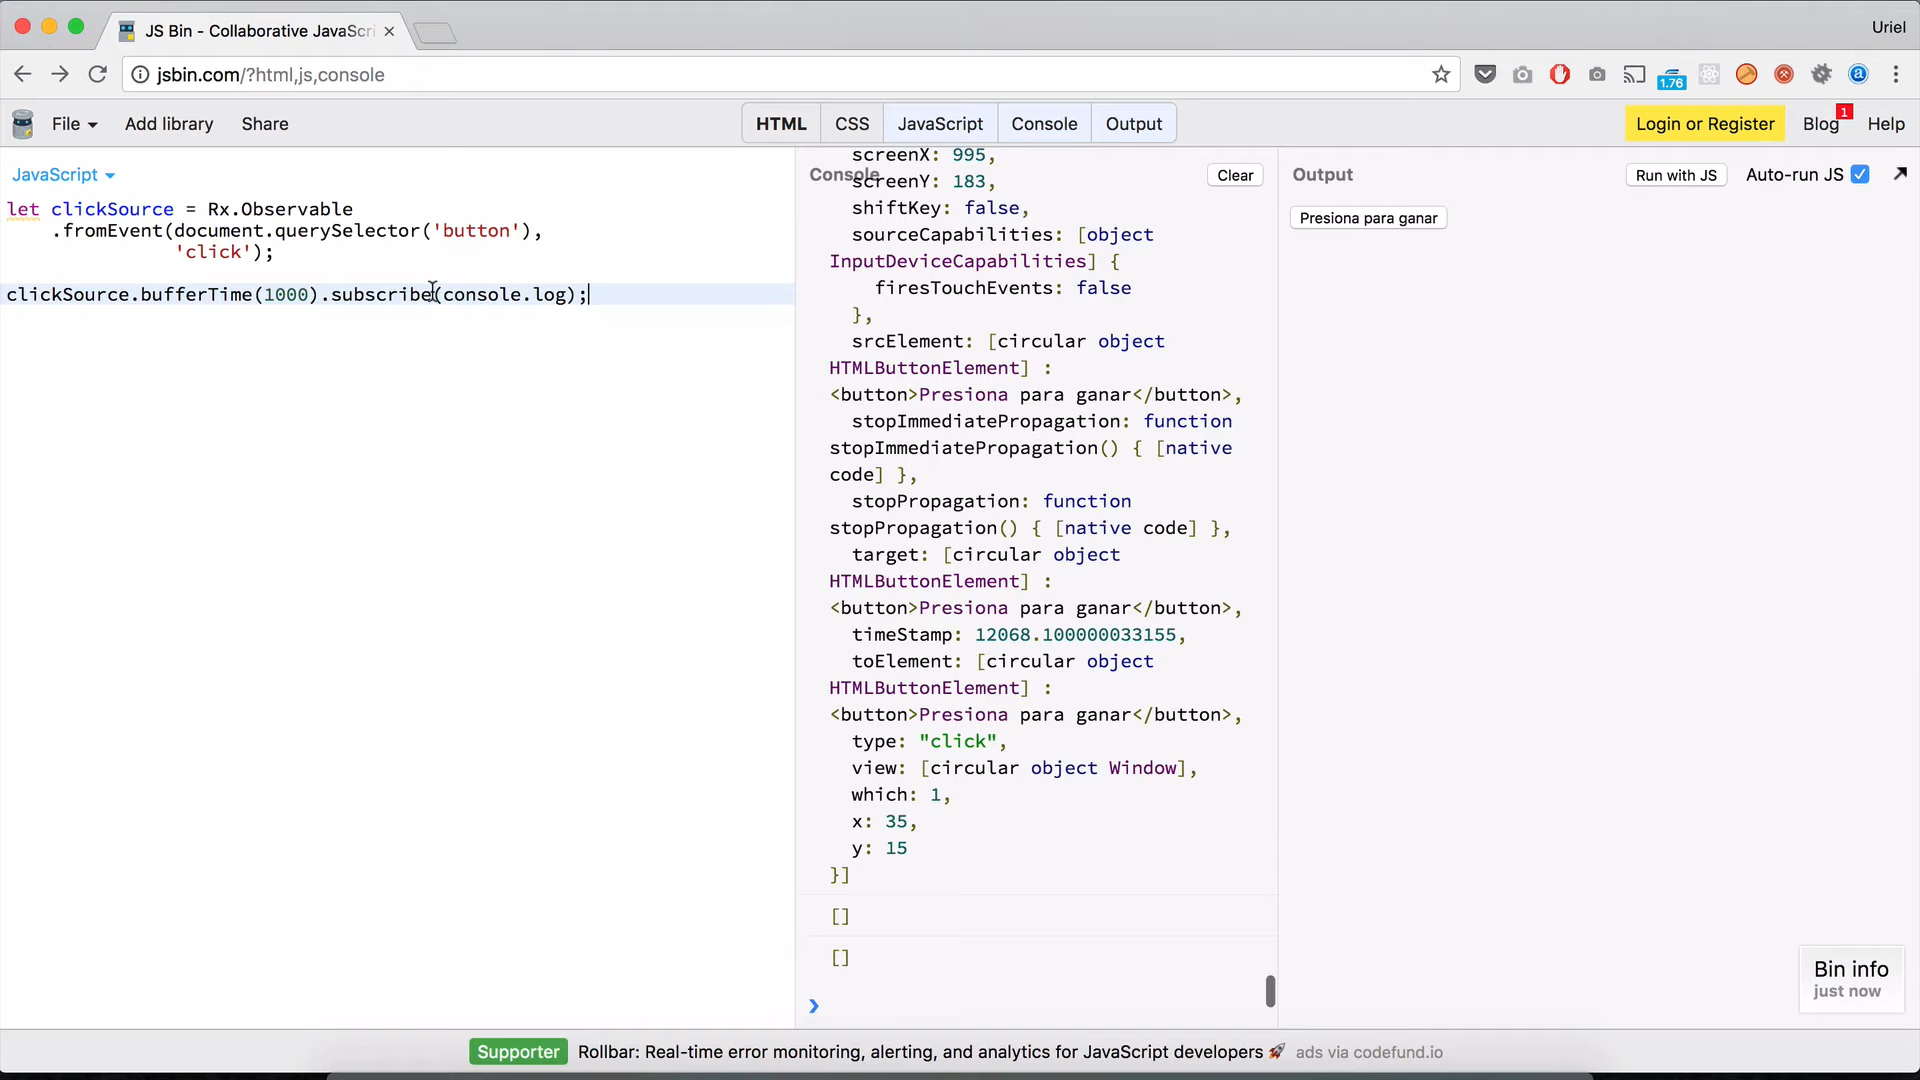 JS Bin - Collaborative JavaScri
Uriel
jsbin.com/?html,js,console
1.76
File
Add library
Share
HTML
CSS
JavaScript
Console
Output
Login or Register
Blog
1
Help
JavaScript
let clickSource = Rx.Observable
.fromEvent(document.querySelector('button'),
'click');
clickSource.bufferTime(1000).subscribe(console.log);
Console
Clear
screenX: 995,
screenY: 183,
shiftKey: false,
sourceCapabilities: [object
InputDeviceCapabilities] {
firesTouchEvents: false
},
srcElement: [circular object
HTMLButtonElement] :
<button>Presiona para ganar</button>,
stopImmediatePropagation: function
stopImmediatePropagation() { [native
code] },
stopPropagation: function
stopPropagation() { [native code] },
target: [circular object
HTMLButtonElement] :
<button>Presiona para ganar</button>,
timeStamp: 12068.100000033155,
toElement: [circular object
HTMLButtonElement] :
<button>Presiona para ganar</button>,
type: "click",
view: [circular object Window],
which: 1,
x: 35,
y: 15
}]
[]
[]
Output
Run with JS
Auto-run JS
Presiona para ganar
Bin info
just now
Supporter
Rollbar: Real-time error monitoring, alerting, and analytics for JavaScript developers 🚀 ads via codefund.io